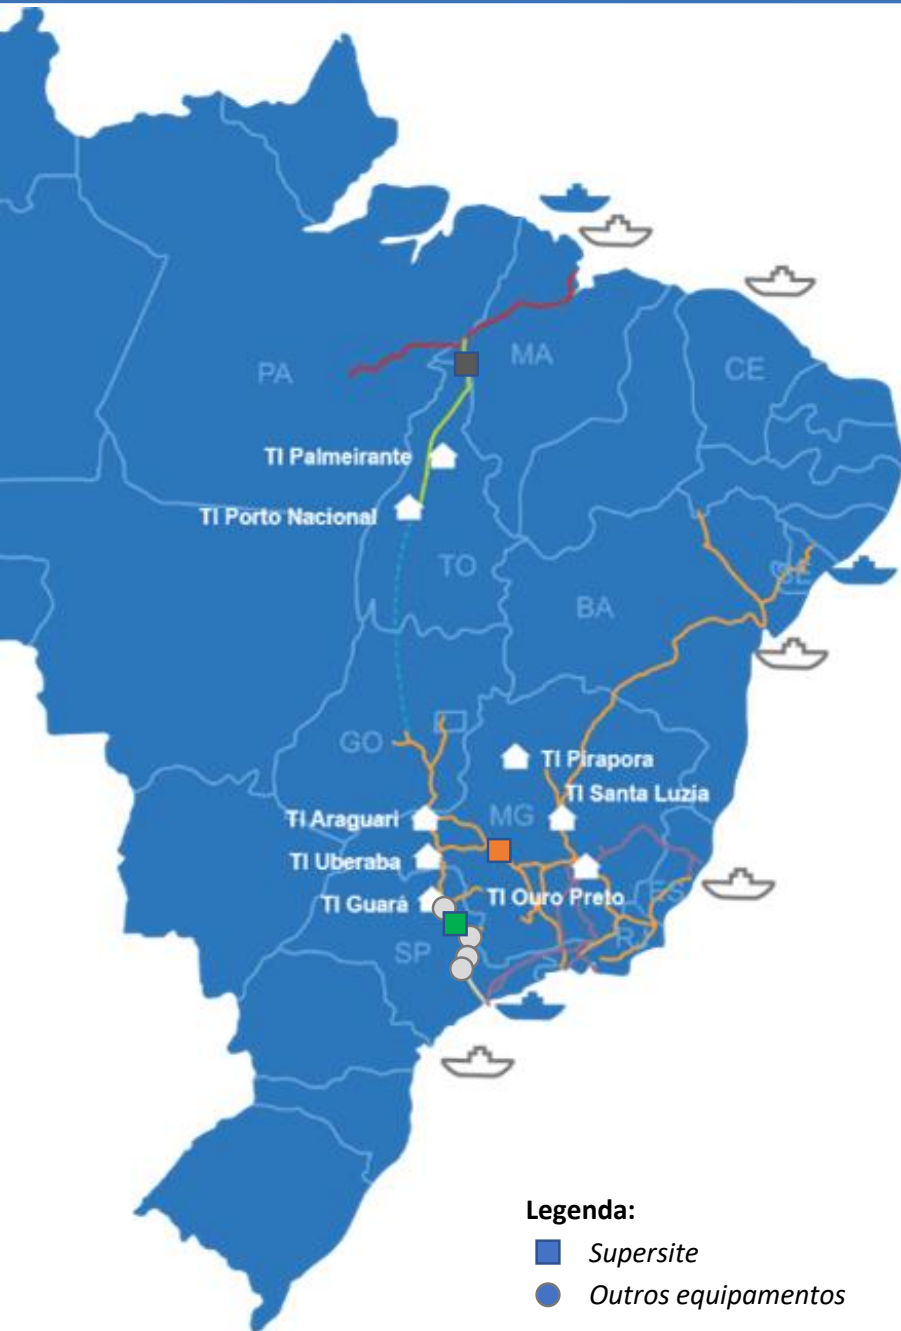 PA
MA
CE
TI Palmeirante
TI Porto Nacional
TO
SE
BA
GO
TI Pirapora
TI Santa Luzia
MG
TI Araguari
TI Uberaba
TI Ouro Preto
ES
TI Guará
RJ
SP
Legenda:
Supersite
Outros equipamentos